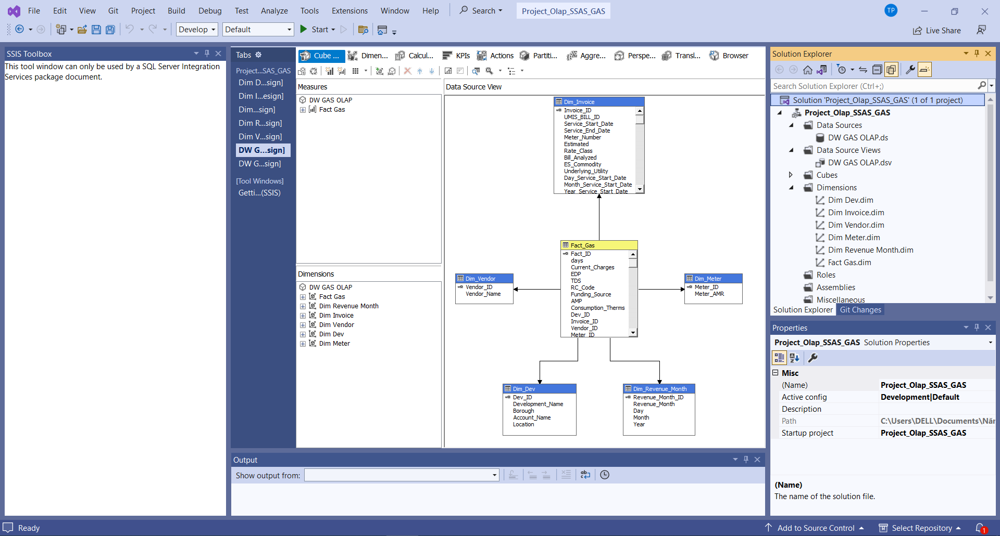 File Edit View Git Project Build Debug Test Analyze Tools Extensions Window Help Search Project_Olap_SSAS_GAS TP
Develop Default Start Live Share
SSIS Toolbox
This tool window can only be used by a SQL Server Integration
Services package document.
Tabs
Project...SAS_GAS
Dim D...sign]
Dim I...esign]
Dim...sign]
Dim R...sign]
Dim V...sign]
DW G...sign]
DW G...sign]
[Tool Windows]
Getti...(SSIS)
Cube ... Dimen... Calcul... KPIs Actions Partiti... Aggre... Perspe... Transl... Browser
Measures
DW GAS OLAP
Fact Gas
Dimensions
DW GAS OLAP
Fact Gas
Dim Revenue Month
Dim Invoice
Dim Vendor
Dim Dev
Dim Meter
Data Source View
Dim_Invoice
Invoice_ID
UMIS_BILL_ID
Service_Start_Date
Service_End_Date
Meter_Number
Estimated
Rate_Class
Bill_Analyzed
ES_Commodity
Underlying_Utility
Day_Service_Start_Date
Month_Service_Start_Date
Year_Service_Start_Date
Fact_Gas
Fact_ID
days
Current_Charges
EDP
TDS
RC_Code
Funding_Source
AMP
Consumption_Therms
Dev_ID
Invoice_ID
Vendor_ID
Meter_ID
Dim_Vendor
Vendor_ID
Vendor_Name
Dim_Meter
Meter_ID
Meter_AMR
Dim_Dev
Dev_ID
Development_Name
Borough
Account_Name
Location
Dim_Revenue_Month
Revenue_Month_ID
Revenue_Month
Day
Month
Year
Output
Show output from:
Solution Explorer
Search Solution Explorer (Ctrl+;)
Solution 'Project_Olap_SSAS_GAS' (1 of 1 project)
Project_Olap_SSAS_GAS
Data Sources
DW GAS OLAP.ds
Data Source Views
DW GAS OLAP.dsv
Cubes
Dimensions
Dim Dev.dim
Dim Invoice.dim
Dim Vendor.dim
Dim Meter.dim
Dim Revenue Month.dim
Fact Gas.dim
Roles
Assemblies
Miscellaneous
Solution Explorer Git Changes
Properties
Project_Olap_SSAS_GAS Solution Properties
Misc
(Name) Project_Olap_SSAS_GAS
Active config Development|Default
Description
Path C:\Users\DELL\Documents\Năr
Startup project Project_Olap_SSAS_GAS
(Name)
The name of the solution file.
Ready Add to Source Control Select Repository 1